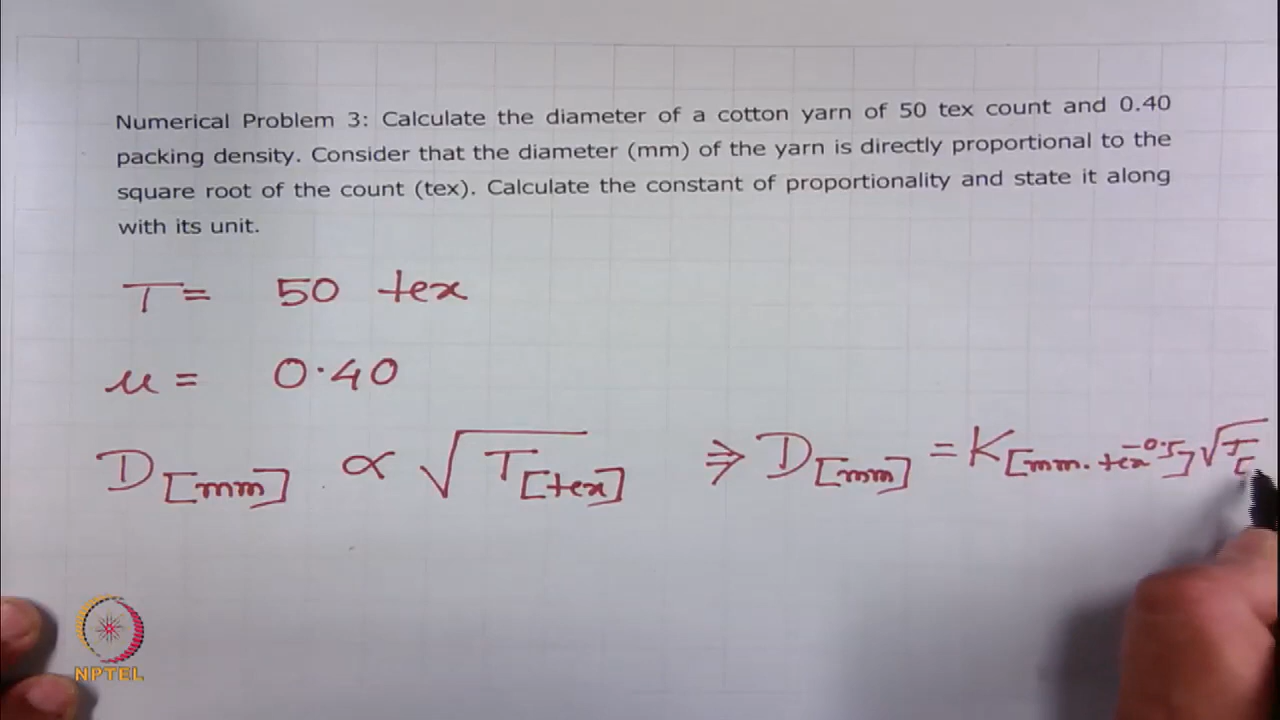 Numerical Problem 3: Calculate the diameter of a cotton yarn of 50 tex count and 0.40
packing density. Consider that the diameter (mm) of the yarn is directly proportional to the
square root of the count (tex). Calculate the constant of proportionality and state it along
with its unit.
T = 50 tex
μ = 0.40
D[mm] ∝ √T[tex] ⇒ D[mm] = K[mm. tex^-0.5] √T[
NPTEL